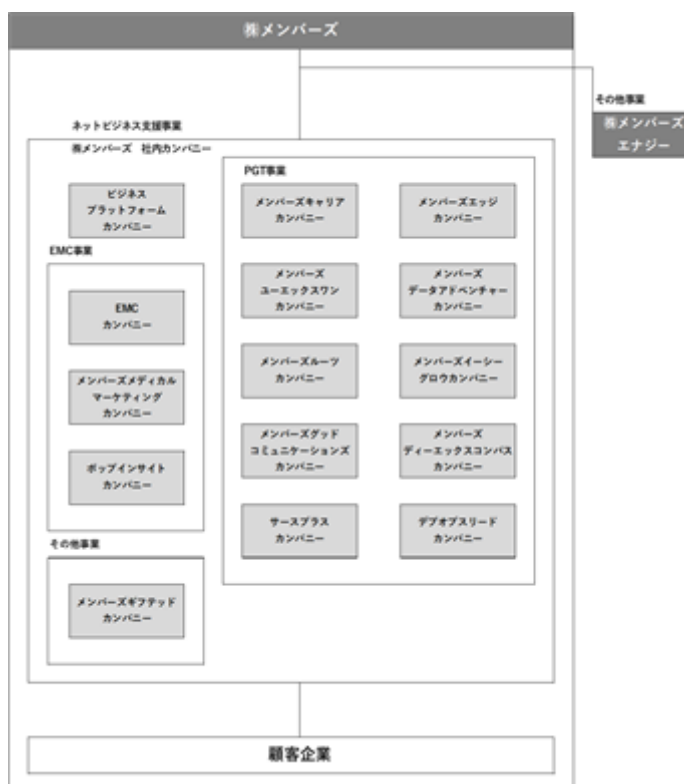 ㈱メンバーズ
その他事業
㈱メンバーズ
エナジー
ネットビジネス支援事業
㈱メンバーズ 社内カンパニー
ビジネス
プラットフォーム
カンパニー
EMC事業
EMC
カンパニー
メンバーズメディカル
マーケティング
カンパニー
ポップインサイト
カンパニー
その他事業
メンバーズギフテッド
カンパニー
PGT事業
メンバーズキャリア
カンパニー
メンバーズエッジ
カンパニー
メンバーズ
ユーエックスワン
カンパニー
メンバーズ
データアドベンチャー
カンパニー
メンバーズルーツ
カンパニー
メンバーズイーシー
グロウカンパニー
メンバーズグッド
コミュニケーションズ
カンパニー
メンバーズ
ディーエックスコンパス
カンパニー
サースプラス
カンパニー
デブオプスリード
カンパニー
顧客企業